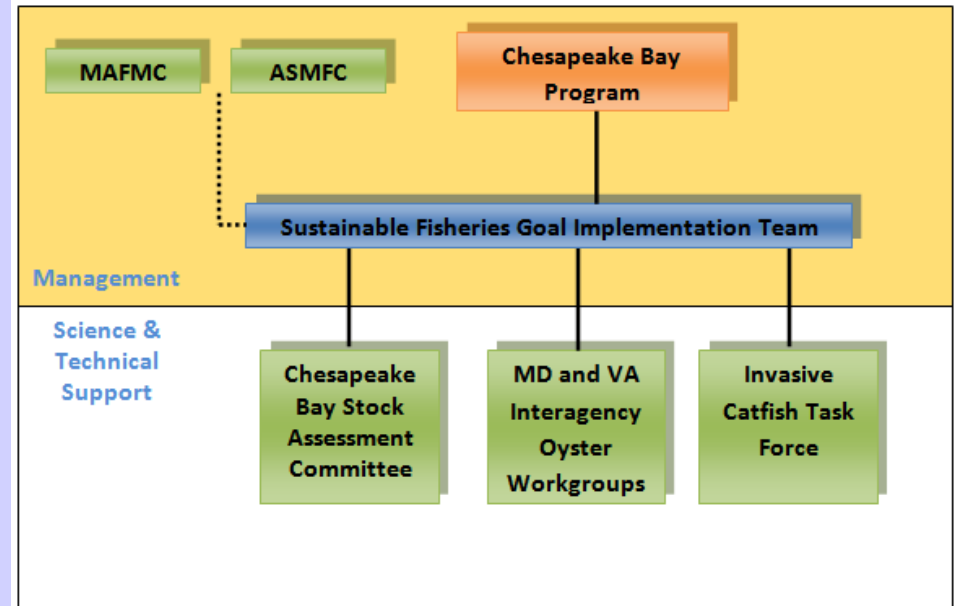 MAFMC
ASMFC
Chesapeake Bay
Program
Sustainable Fisheries Goal Implementation Team
Management
Science &
Technical
Support
Chesapeake
Bay Stock
Assessment
Committee
MD and VA
Interagency
Oyster
Workgroups
Invasive
Catfish Task
Force